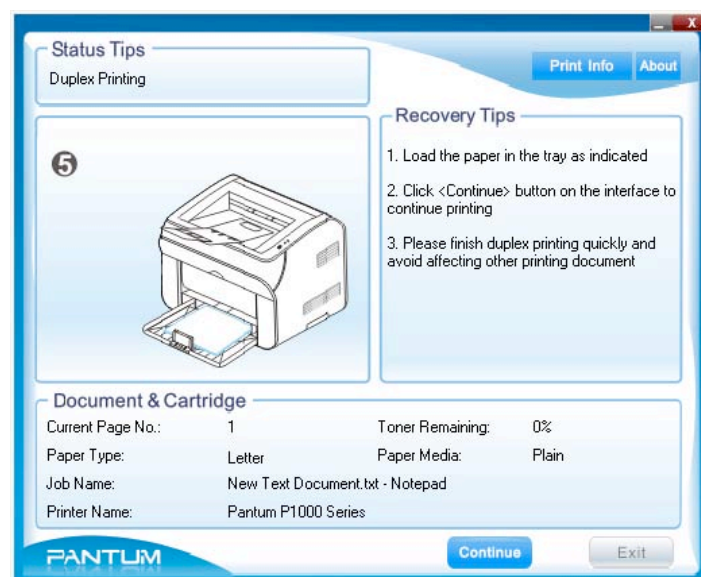 Status Tips
Duplex Printing
Print Info
About
❺
Recovery Tips
1. Load the paper in the tray as indicated
2. Click <Continue> button on the interface to
continue printing
3. Please finish duplex printing quickly and
avoid affecting other printing document
Document & Cartridge
Current Page No.: 1 Toner Remaining: 0%
Paper Type: Letter Paper Media: Plain
Job Name: New Text Document.txt - Notepad
Printer Name: Pantum P1000 Series
PANTUM
Continue
Exit